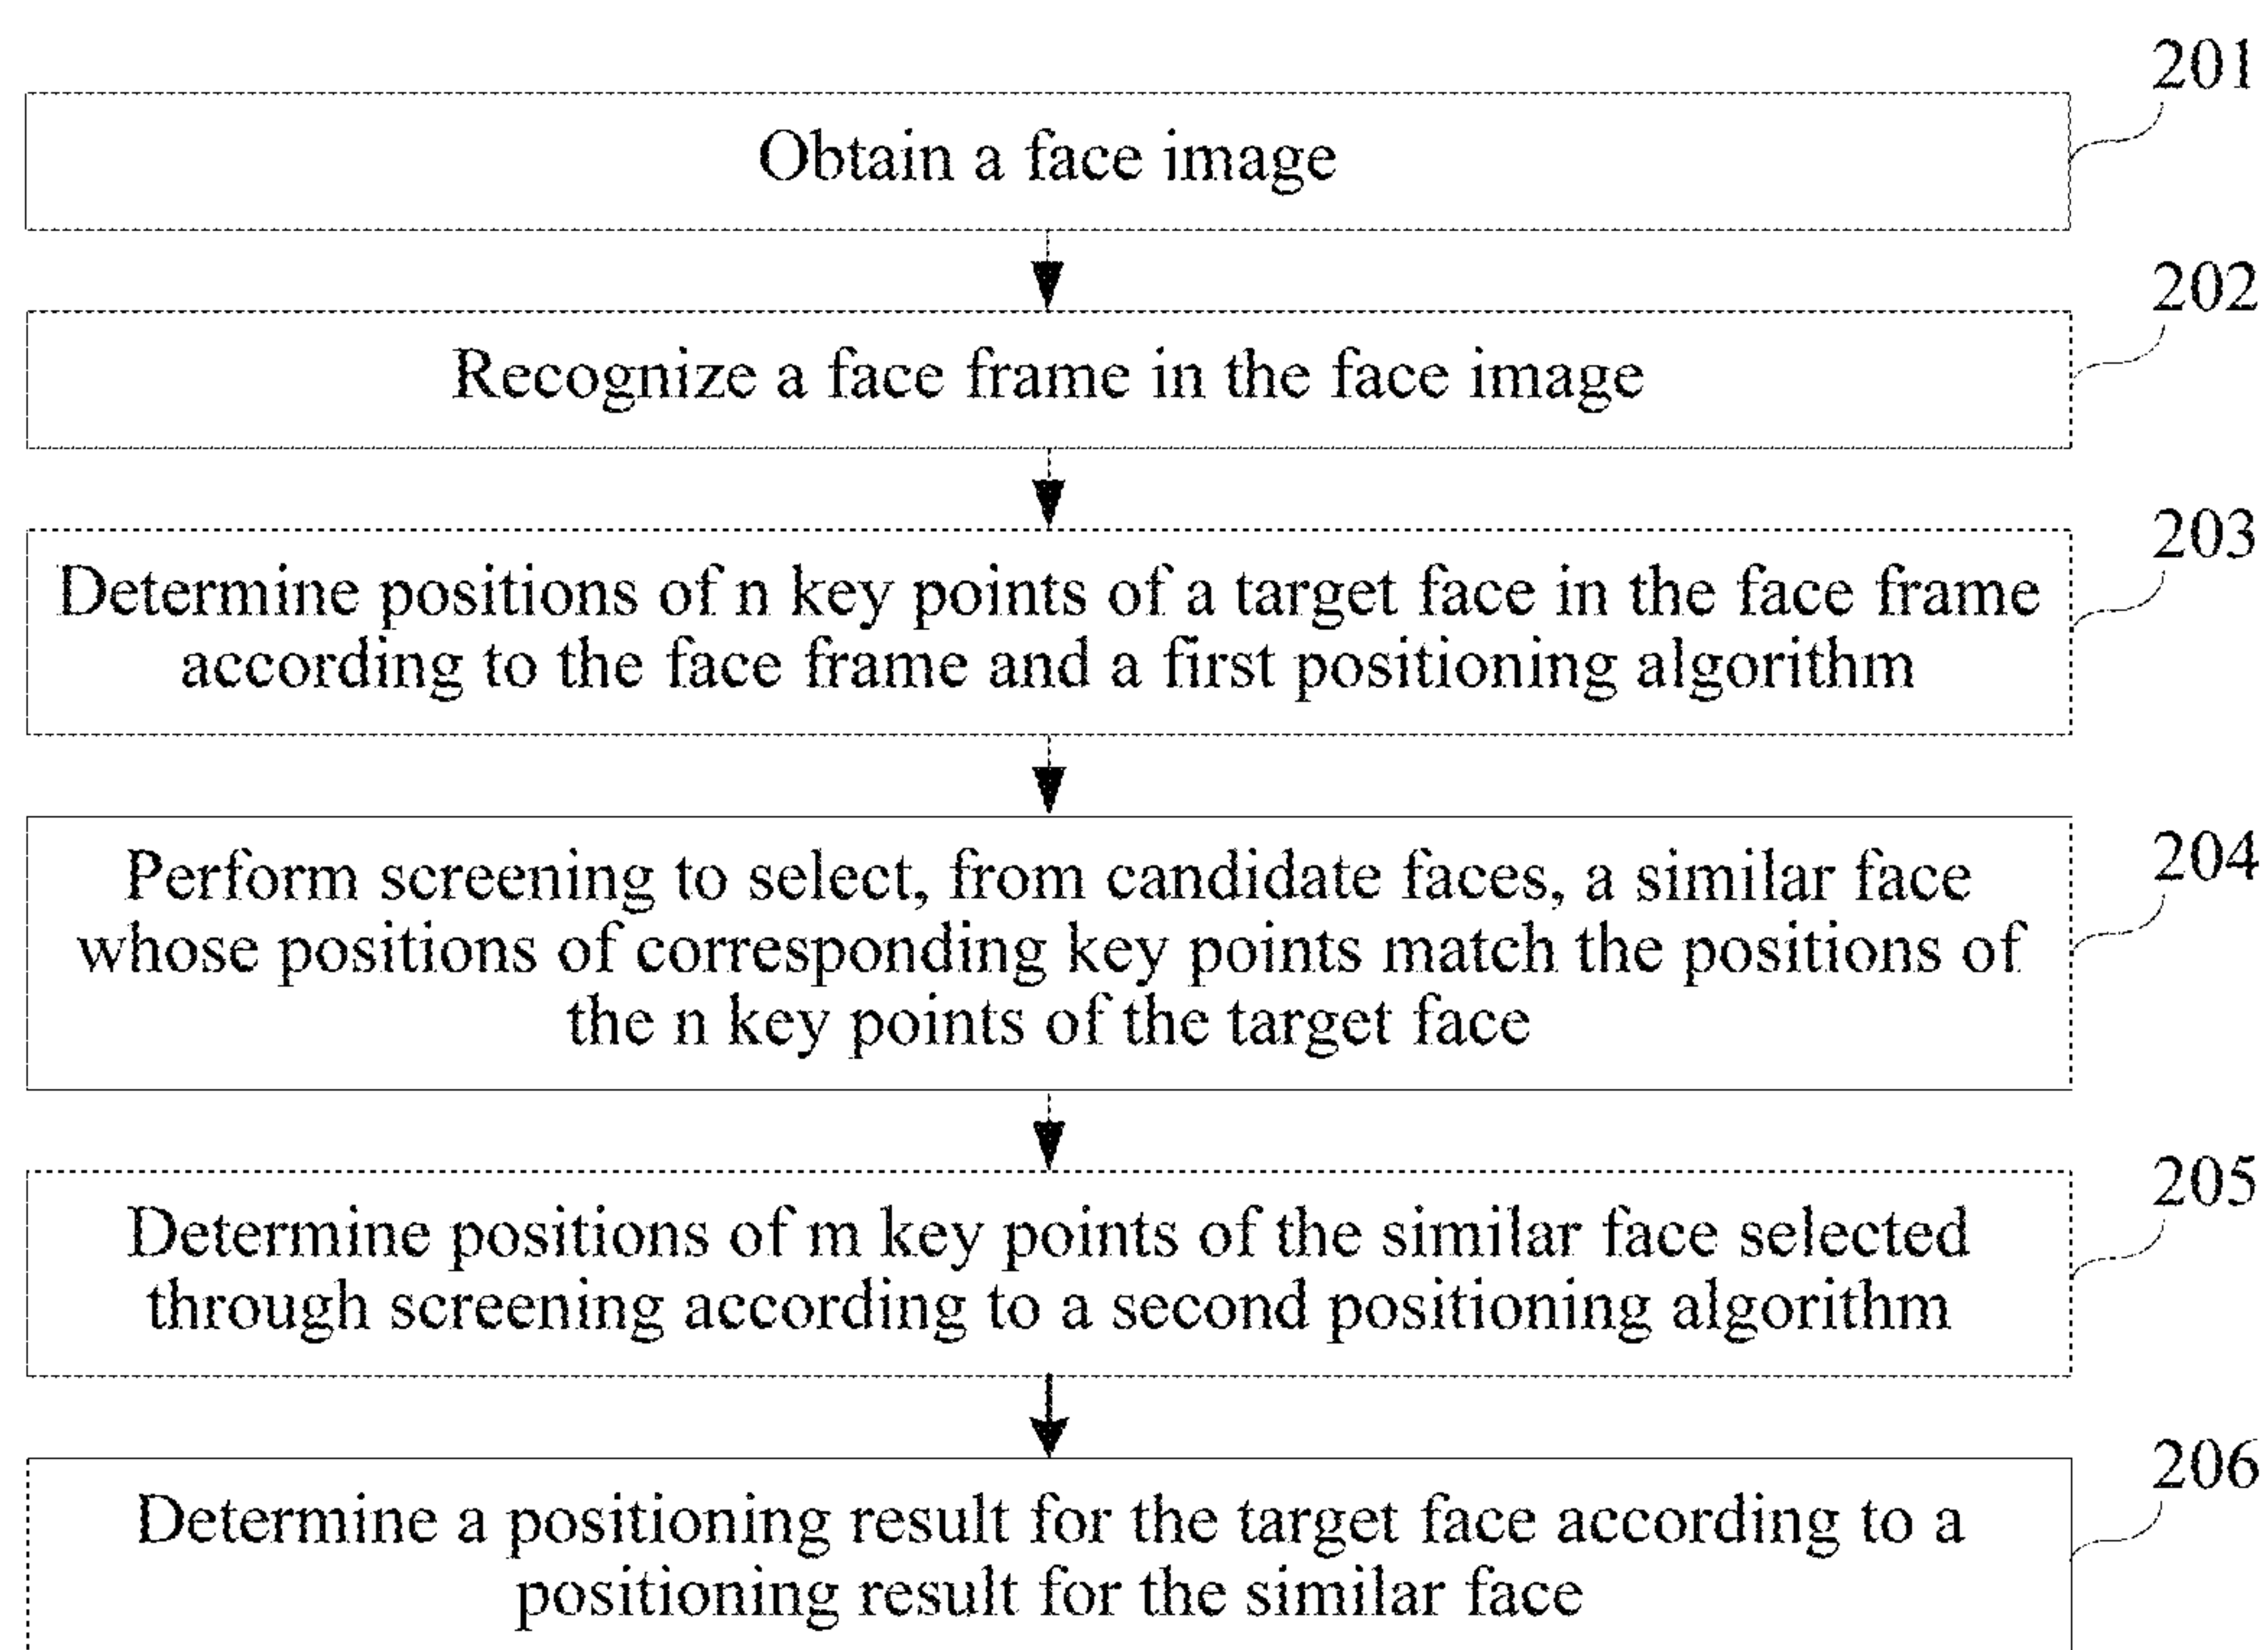 201
Obtain a face image
202
Recognize a face frame in the face image
203
Determine positions of n key points of a target face in the face frame
according to the face frame and a first positioning algorithm
204
Perform screening to select, from candidate faces, a similar face
whose positions of corresponding key points match the positions of
the n key points of the target face
205
Determine positions of m key points of the similar face selected
through screening according to a second positioning algorithm
206
Determine a positioning result for the target face according to a
positioning result for the similar face